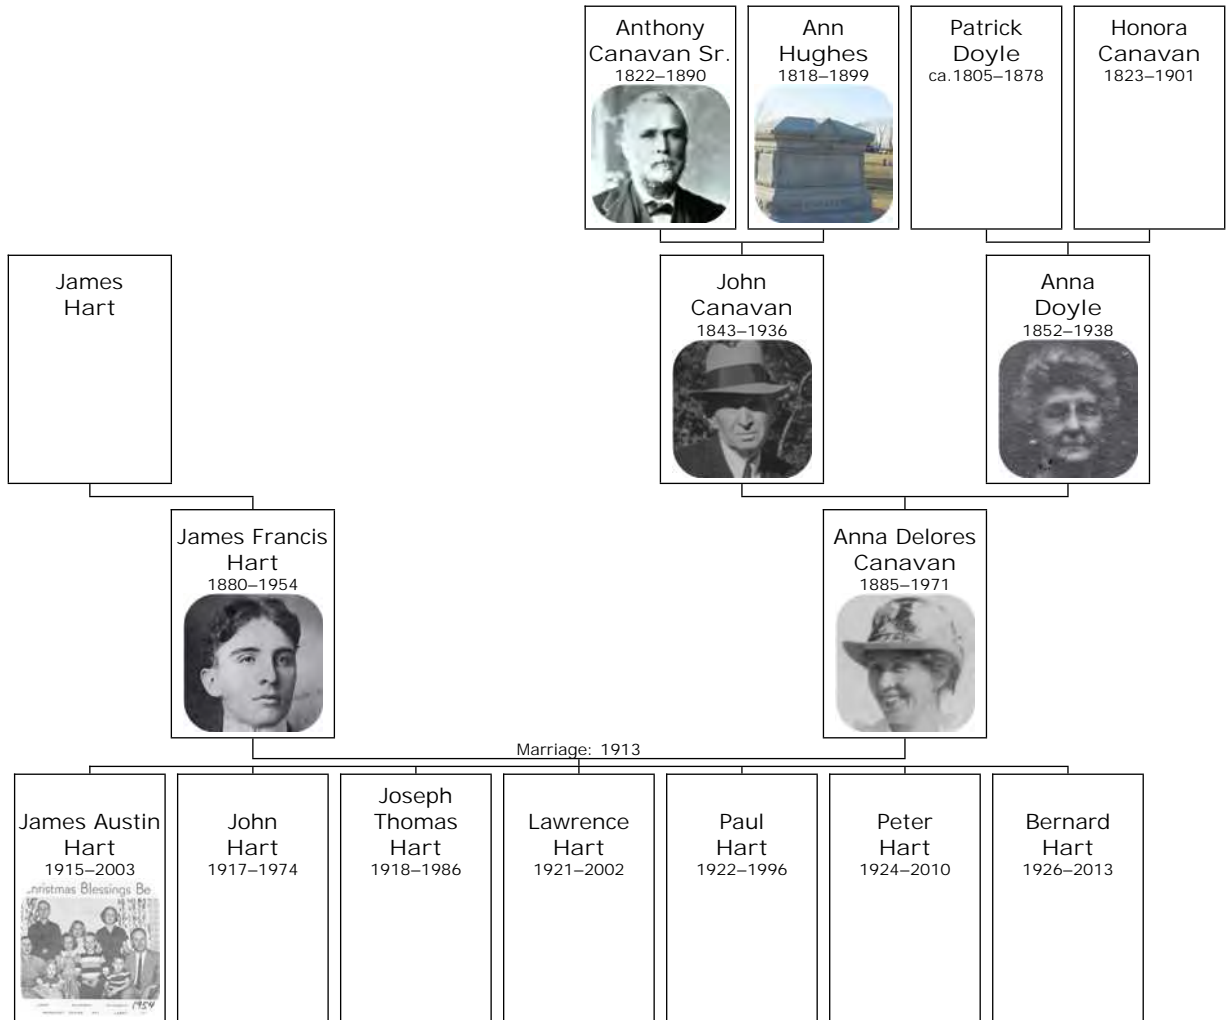 Anthony
Canavan Sr.
1822–1890
Ann
Hughes
1818–1899
Patrick
Doyle
ca.1805–1878
Honora
Canavan
1823–1901
James
Hart
John
Canavan
1843–1936
Anna
Doyle
1852–1938
James Francis
Hart
1880–1954
Anna Delores
Canavan
1885–1971
Marriage: 1913
James Austin
Hart
1915–2003
John
Hart
1917–1974
Joseph
Thomas
Hart
1918–1986
Lawrence
Hart
1921–2002
Paul
Hart
1922–1996
Peter
Hart
1924–2010
Bernard
Hart
1926–2013
Blessings Be
1954